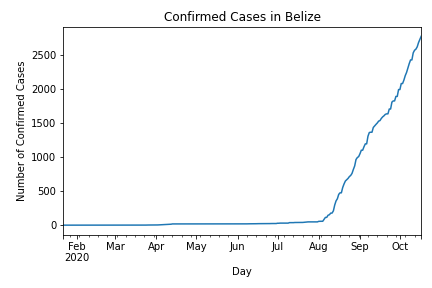 Confirmed Cases in Belize
Number of Confirmed Cases
2500
2000
1500
1000
500
0
Feb Mar Apr May Jun Jul Aug Sep Oct
2020
Day